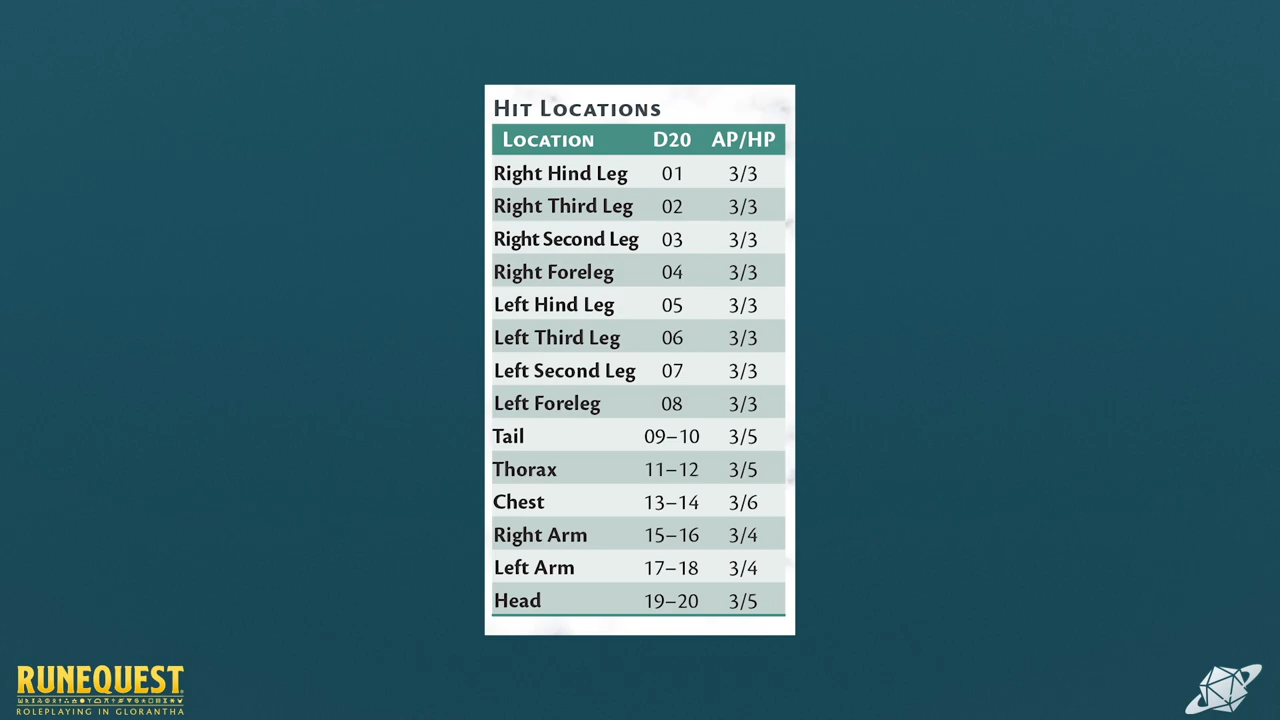 Hit Locations
Location D20 AP/HP
Right Hind Leg 01 3/3
Right Third Leg 02 3/3
Right Second Leg 03 3/3
Right Foreleg 04 3/3
Left Hind Leg 05 3/3
Left Third Leg 06 3/3
Left Second Leg 07 3/3
Left Foreleg 08 3/3
Tail 09–10 3/5
Thorax 11–12 3/5
Chest 13–14 3/6
Right Arm 15–16 3/4
Left Arm 17–18 3/4
Head 19–20 3/5
RUNEQUEST
ROLEPLAYING IN GLORANTHA